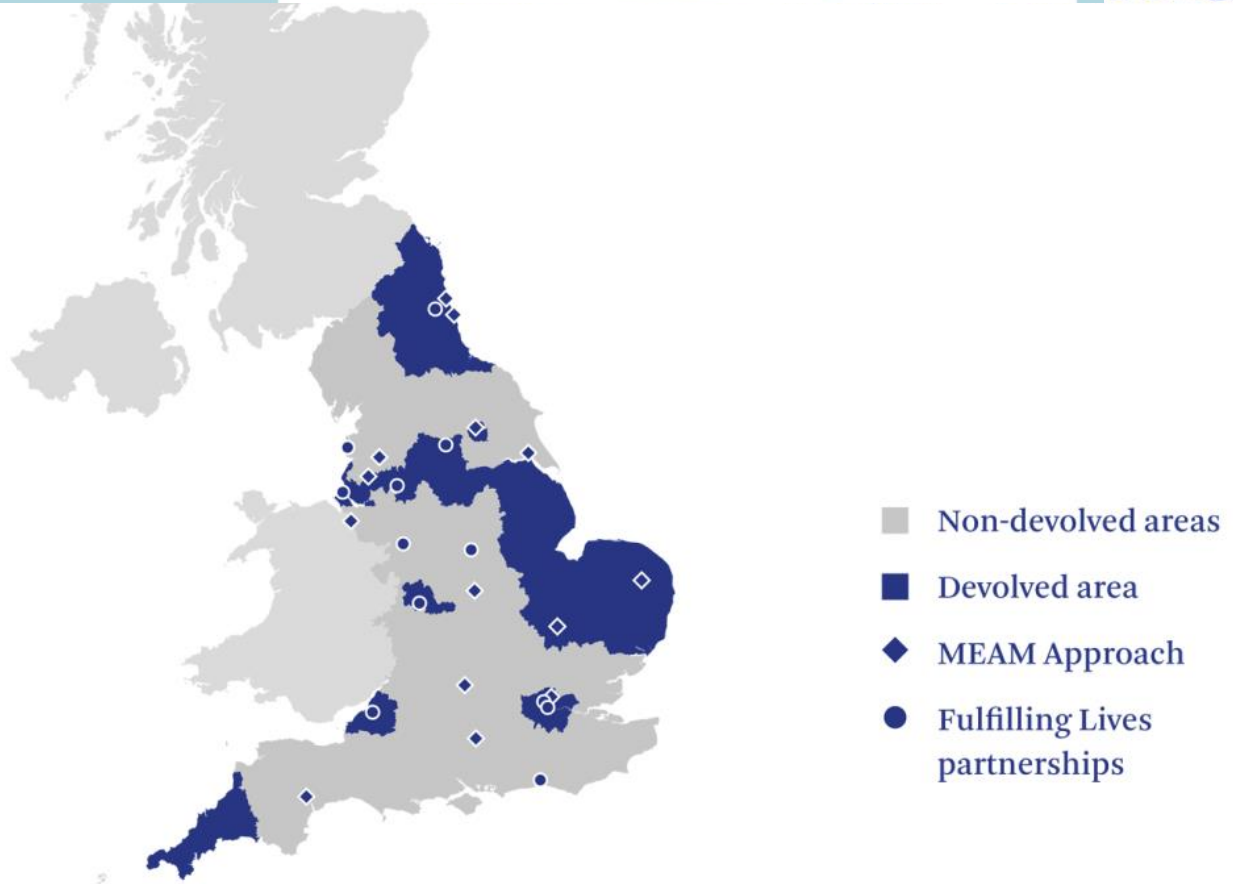 Non-devolved areas
Devolved area
MEAM Approach
Fulfilling Lives
partnerships